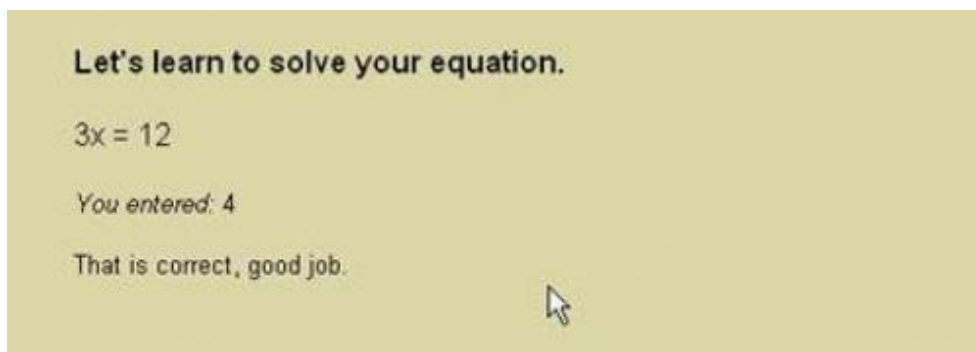 Let's learn to solve your equation.
3x = 12
You entered: 4
That is correct, good job.